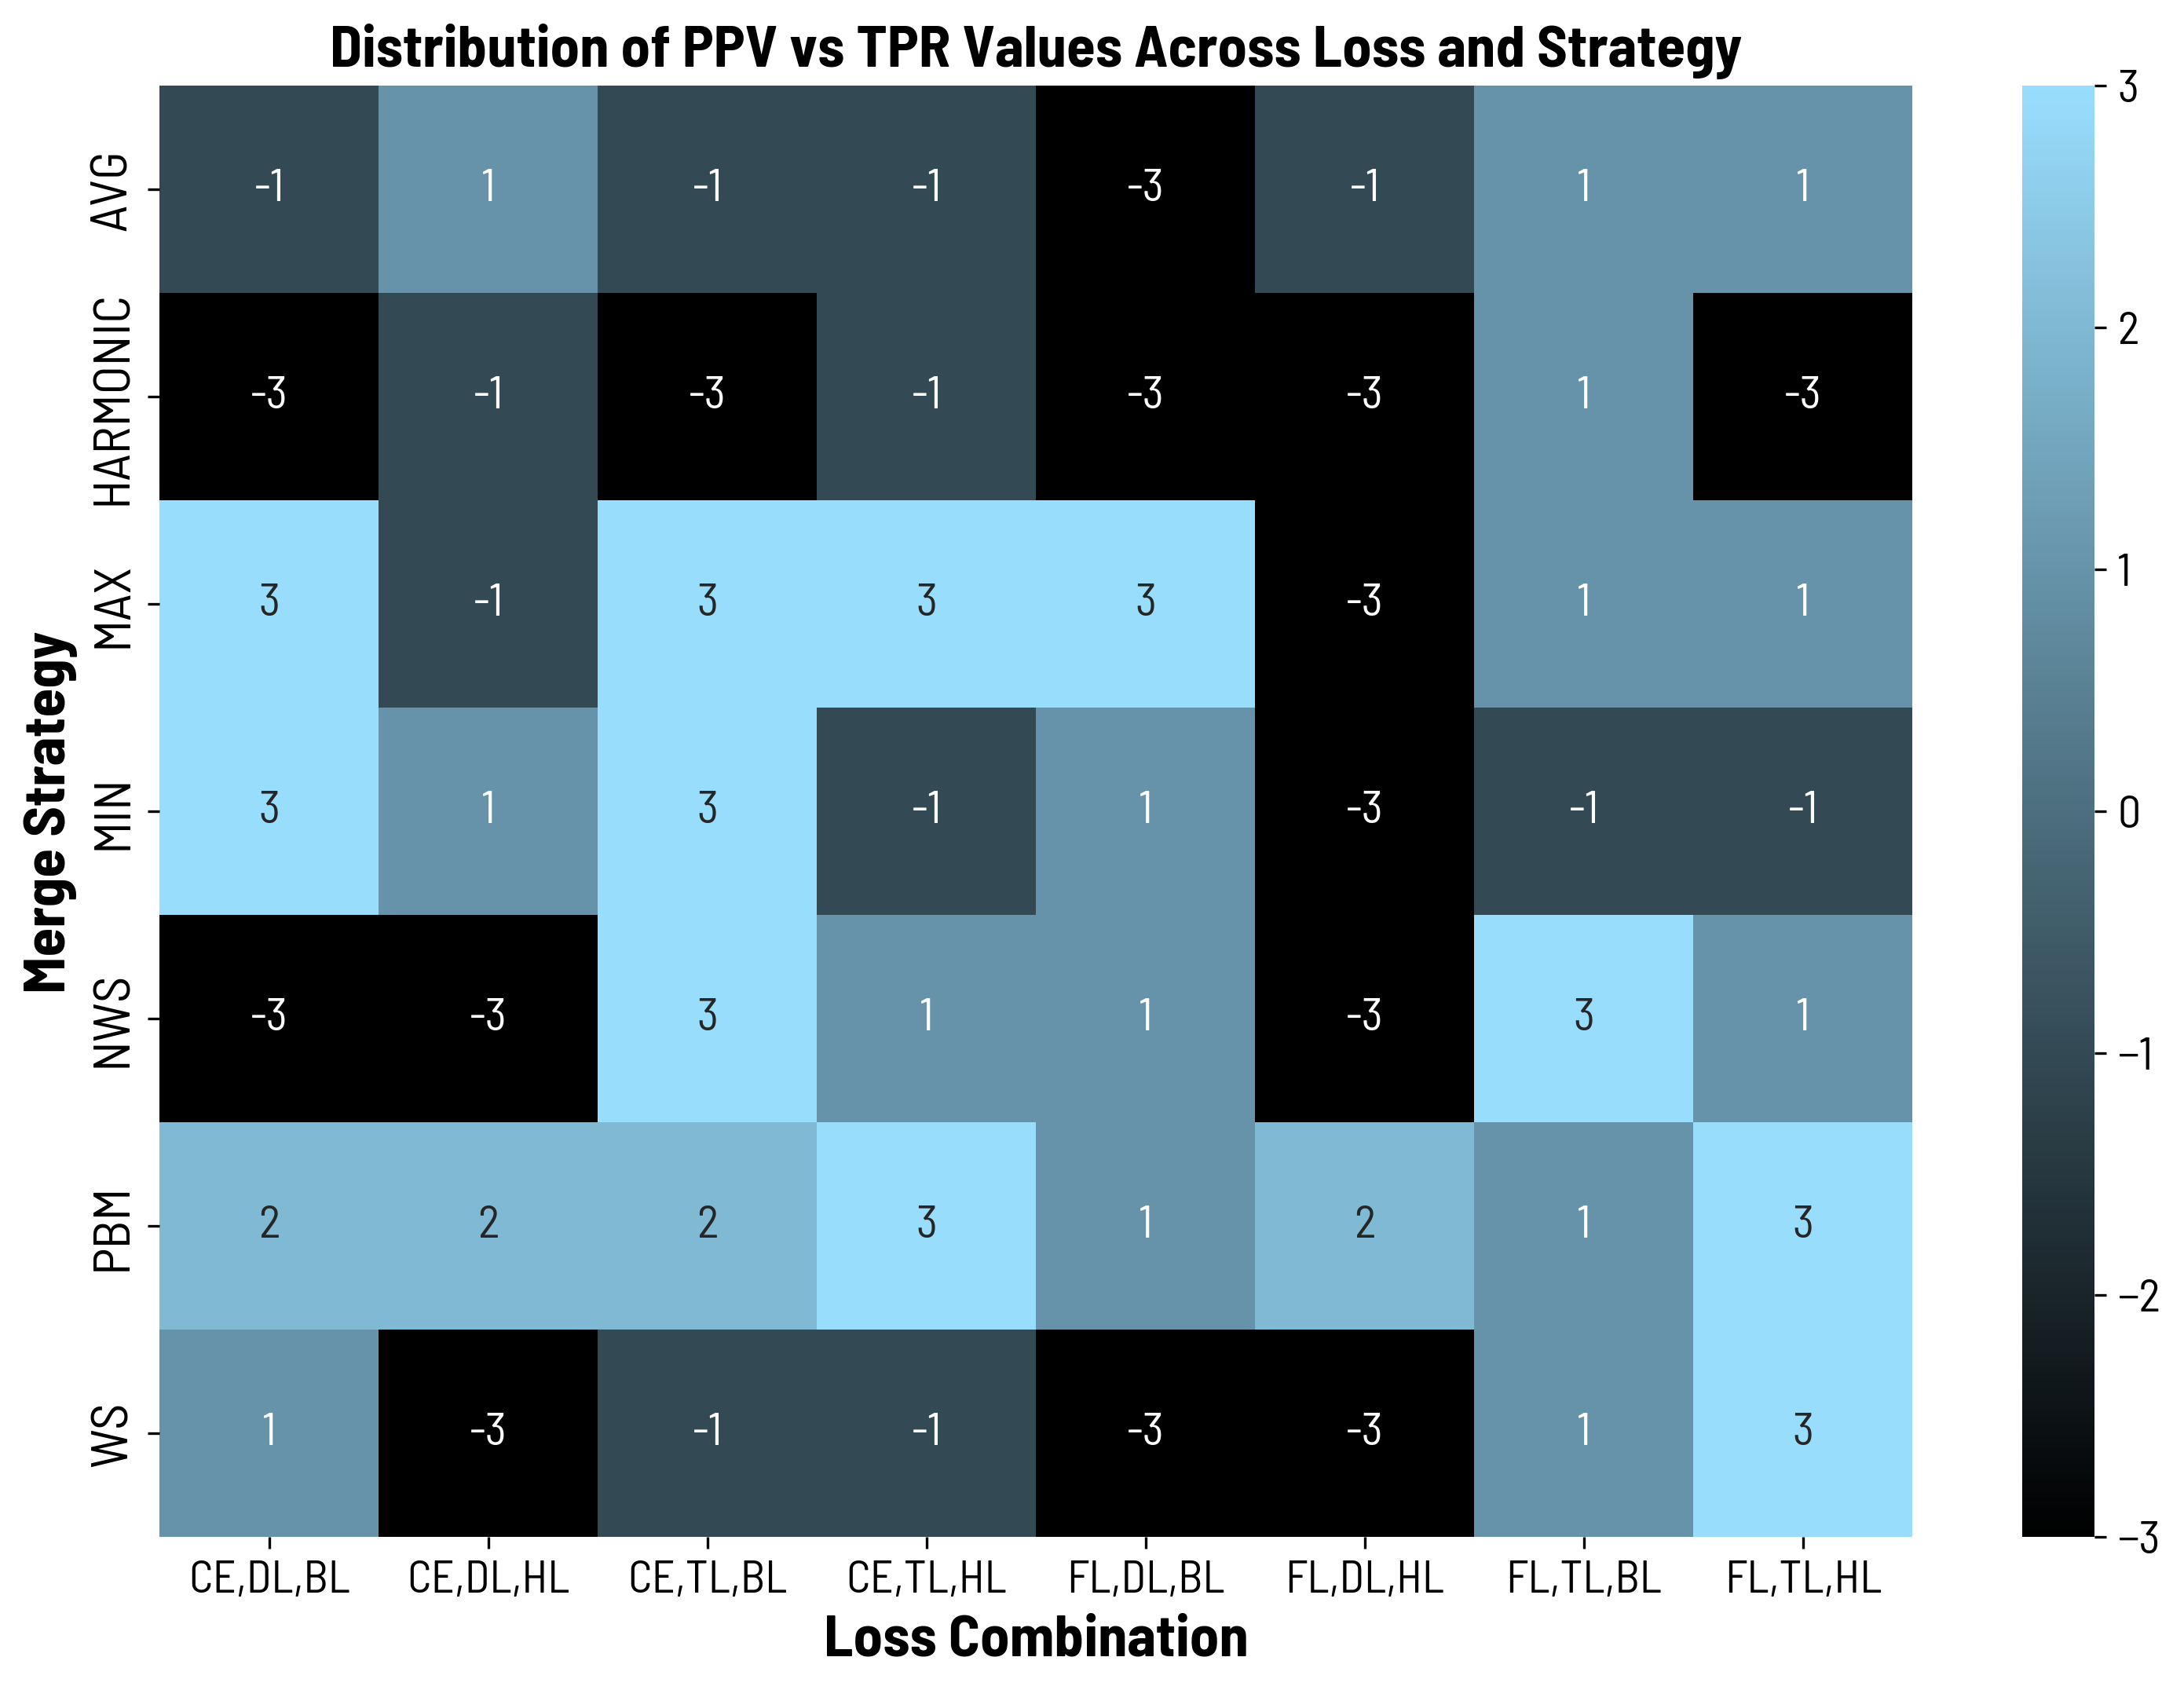 Distribution of PPV vs TPR Values Across Loss and Strategy
Merge Strategy
AVG -1 1 -1 -1 -3 -1 1 1
HARMONIC -3 -1 -3 -1 -3 -3 1 -3
MAX 3 -1 3 3 3 -3 1 1
MIN 3 1 3 -1 1 -3 -1 -1
NWS -3 -3 3 1 1 -3 3 1
PBM 2 2 2 3 1 2 1 3
WS 1 -3 -1 -1 -3 -3 1 3
CE,DL,BL CE,DL,HL CE,TL,BL CE,TL,HL FL,DL,BL FL,DL,HL FL,TL,BL FL,TL,HL
Loss Combination
3
2
1
0
−1
−2
−3